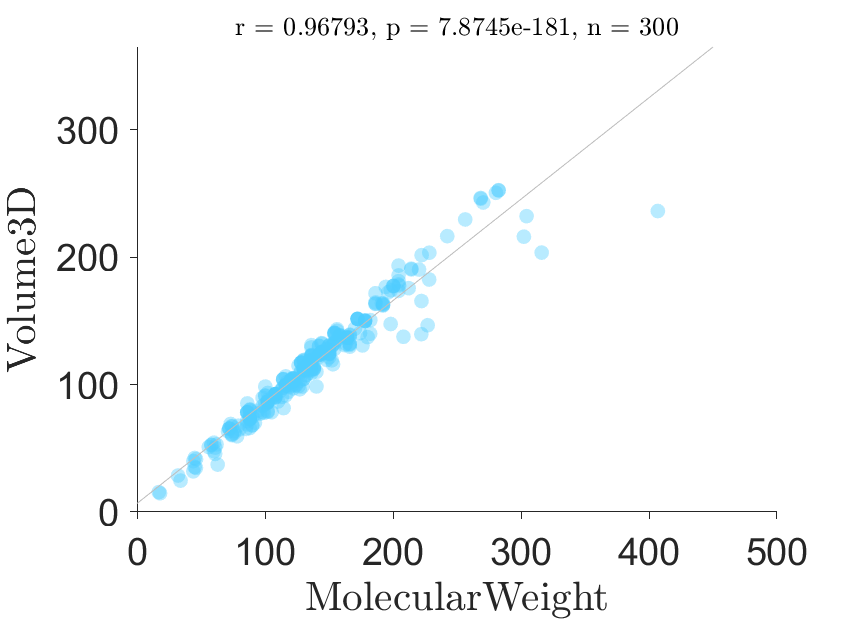 r = 0.96793, p = 7.8745e-181, n = 300
Volume3D
300
200
100
0
0 100 200 300 400 500
MolecularWeight